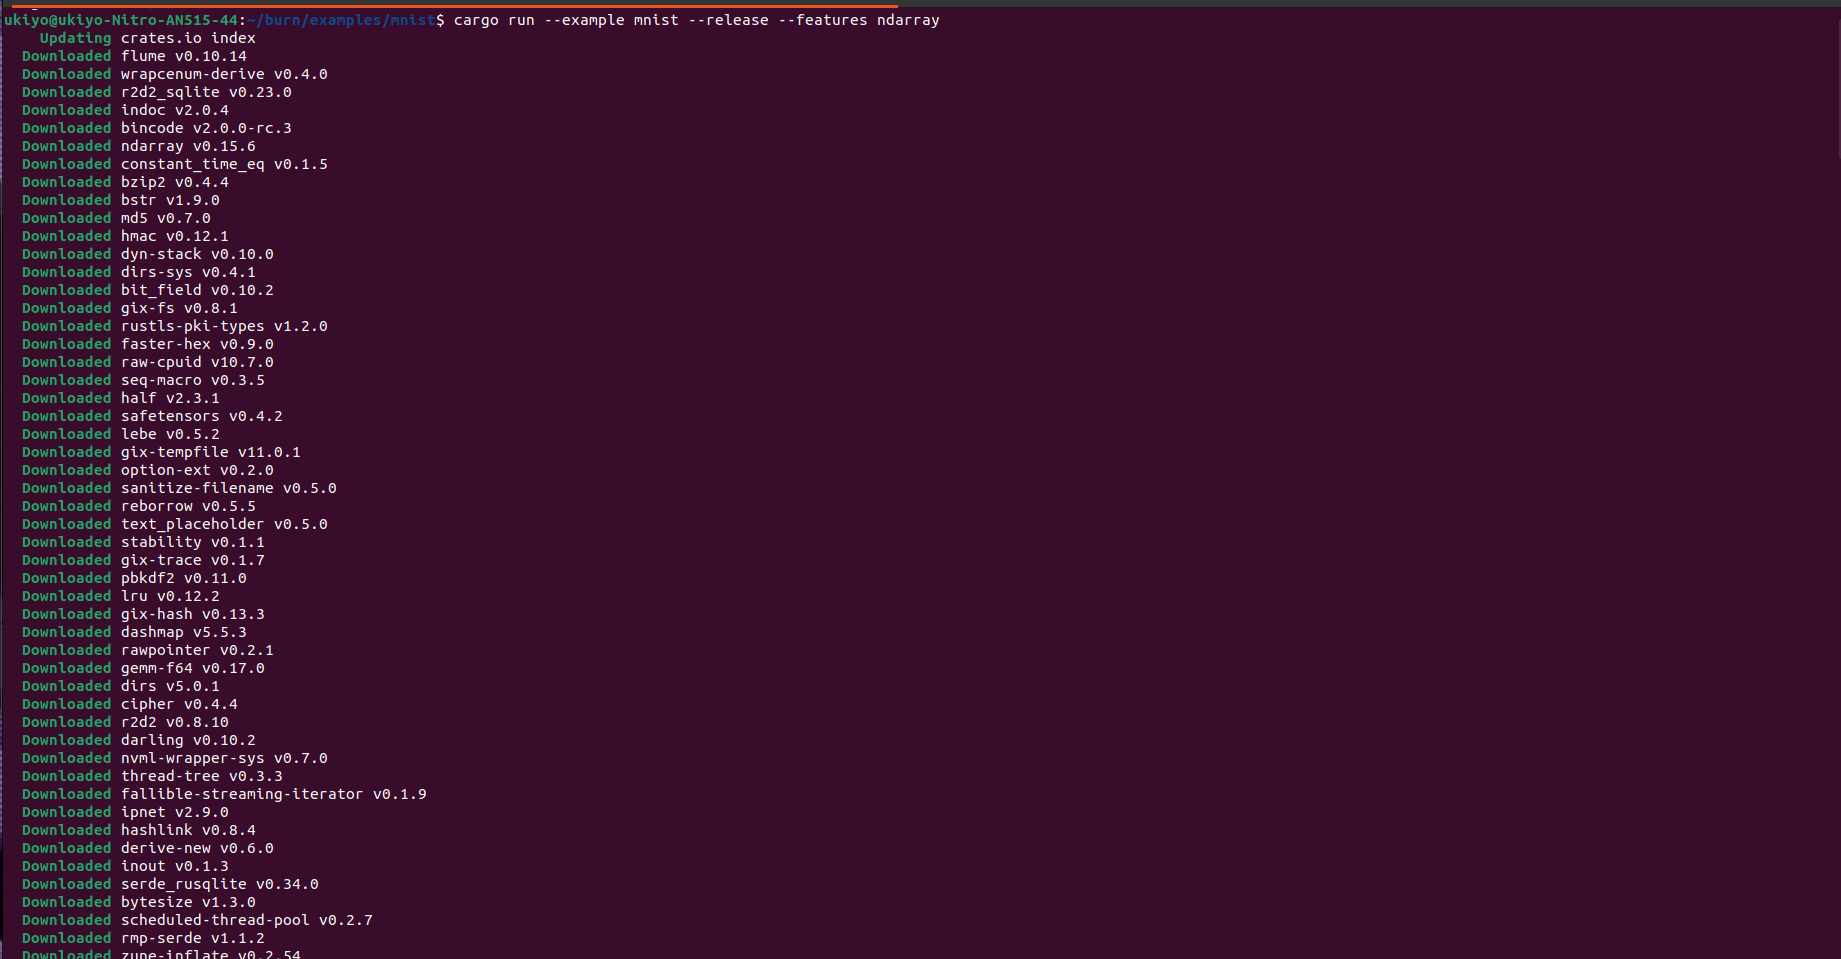 ukiyo@ukiyo-Nitro-AN515-44:~/burn/examples/mnist$ cargo run --example mnist --release --features ndarray
Updating crates.io index
Downloaded flume v0.10.14
Downloaded wrapcenum-derive v0.4.0
Downloaded r2d2_sqlite v0.23.0
Downloaded indoc v2.0.4
Downloaded bincode v2.0.0-rc.3
Downloaded ndarray v0.15.6
Downloaded constant_time_eq v0.1.5
Downloaded bzip2 v0.4.4
Downloaded bstr v1.9.0
Downloaded md5 v0.7.0
Downloaded hmac v0.12.1
Downloaded dyn-stack v0.10.0
Downloaded dirs-sys v0.4.1
Downloaded bit_field v0.10.2
Downloaded gix-fs v0.8.1
Downloaded rustls-pki-types v1.2.0
Downloaded faster-hex v0.9.0
Downloaded raw-cpuid v10.7.0
Downloaded seq-macro v0.3.5
Downloaded half v2.3.1
Downloaded safetensors v0.4.2
Downloaded lebe v0.5.2
Downloaded gix-tempfile v11.0.1
Downloaded option-ext v0.2.0
Downloaded sanitize-filename v0.5.0
Downloaded reborrow v0.5.5
Downloaded text_placeholder v0.5.0
Downloaded stability v0.1.1
Downloaded gix-trace v0.1.7
Downloaded pbkdf2 v0.11.0
Downloaded lru v0.12.2
Downloaded gix-hash v0.13.3
Downloaded dashmap v5.5.3
Downloaded rawpointer v0.2.1
Downloaded gemm-f64 v0.17.0
Downloaded dirs v5.0.1
Downloaded cipher v0.4.4
Downloaded r2d2 v0.8.10
Downloaded darling v0.10.2
Downloaded nvml-wrapper-sys v0.7.0
Downloaded thread-tree v0.3.3
Downloaded fallible-streaming-iterator v0.1.9
Downloaded ipnet v2.9.0
Downloaded hashlink v0.8.4
Downloaded derive-new v0.6.0
Downloaded inout v0.1.3
Downloaded serde_rusqlite v0.34.0
Downloaded bytesize v1.3.0
Downloaded scheduled-thread-pool v0.2.7
Downloaded rmp-serde v1.1.2
Downloaded zune-inflate v0.2.54